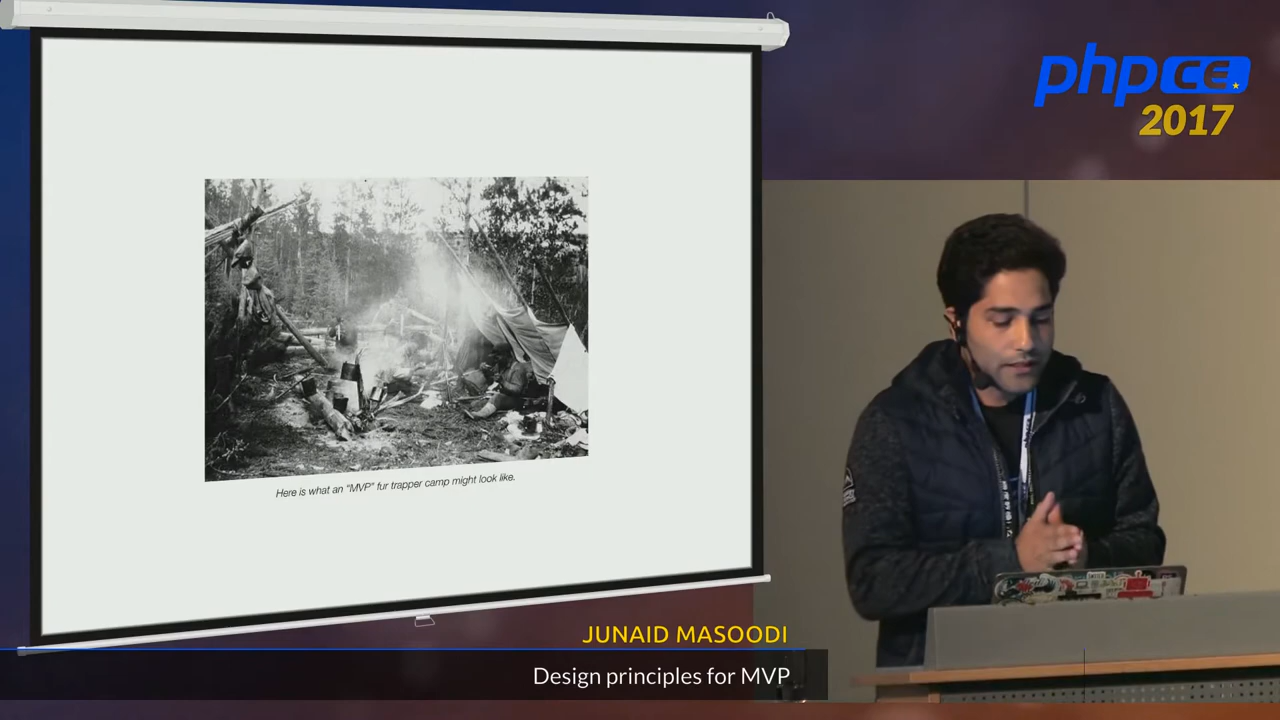 phpCE
2017
Here is what an "MVP" fur trapper camp might look like.
JUNAID MASOODI
Design principles for MVP